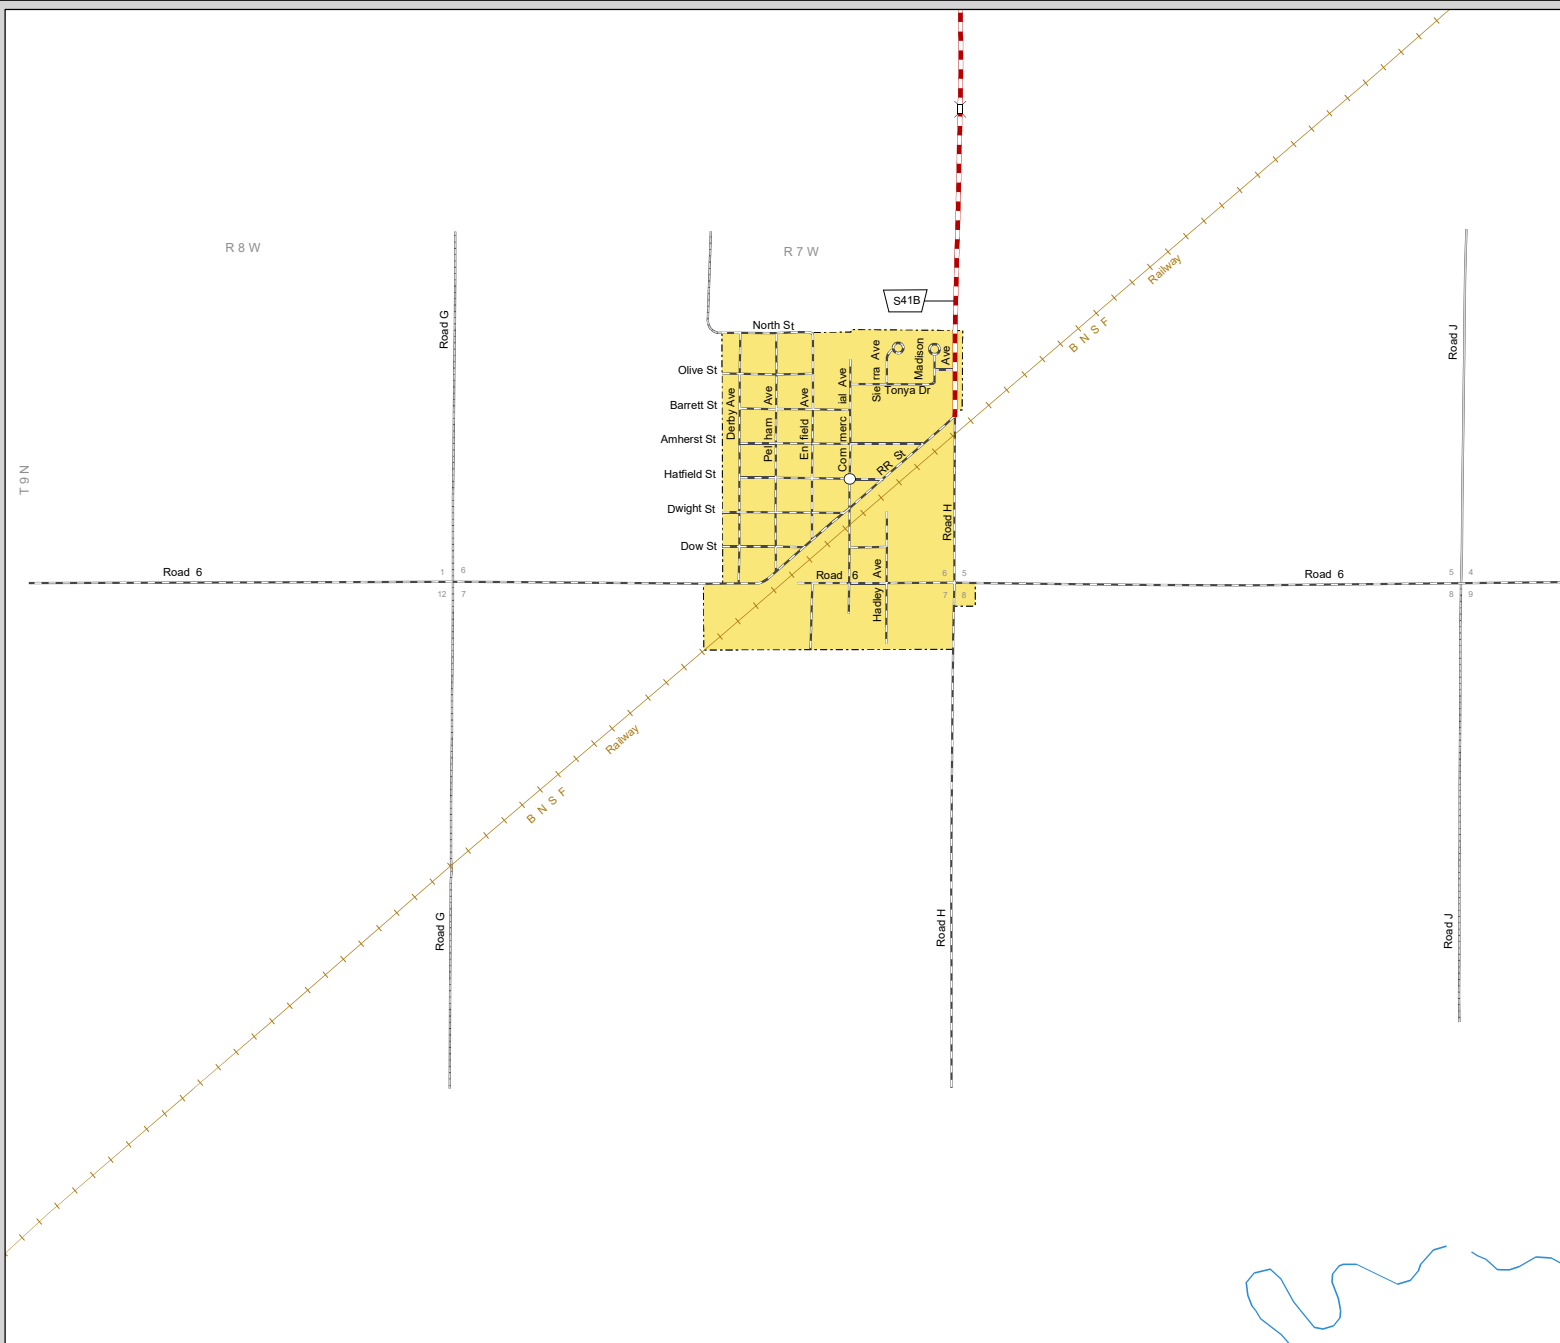 R 8 W
R 7 W
S41B
Railway
B N S F
Road G
Road J
North St
Olive St
Barrett St
Amherst St
Hatfield St
Dwight St
Dow St
Derby Ave
Pelham Ave
Enfield Ave
Commercial Ave
Sierra Ave
Madison Ave
Tonya Dr
RR St
T 9 N
Road H
Road 6
1 6
12 7
Road 6
Hadley Ave
6 5
7 8
Road 6
5 4
8 9
Railway
B N S F
Road G
Road H
Road J